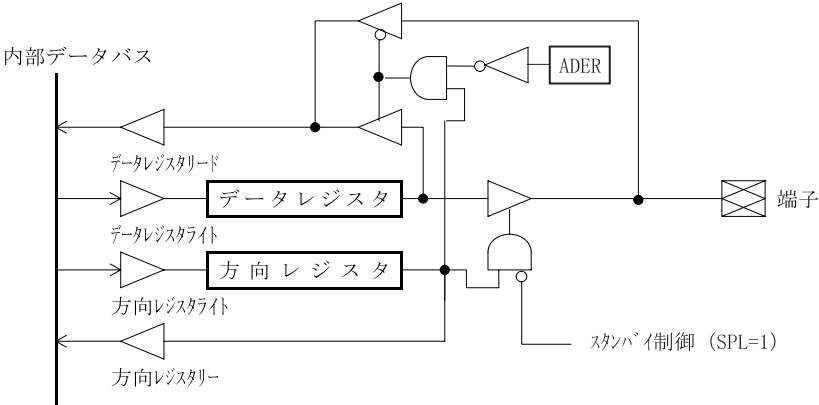 内部データバス
ADER
データレジスタリード
データレジスタ
端子
データレジスタライト
方向レジスタ
方向レジスタライト
スタンバイ制御（SPL=1）
方向レジスタリー